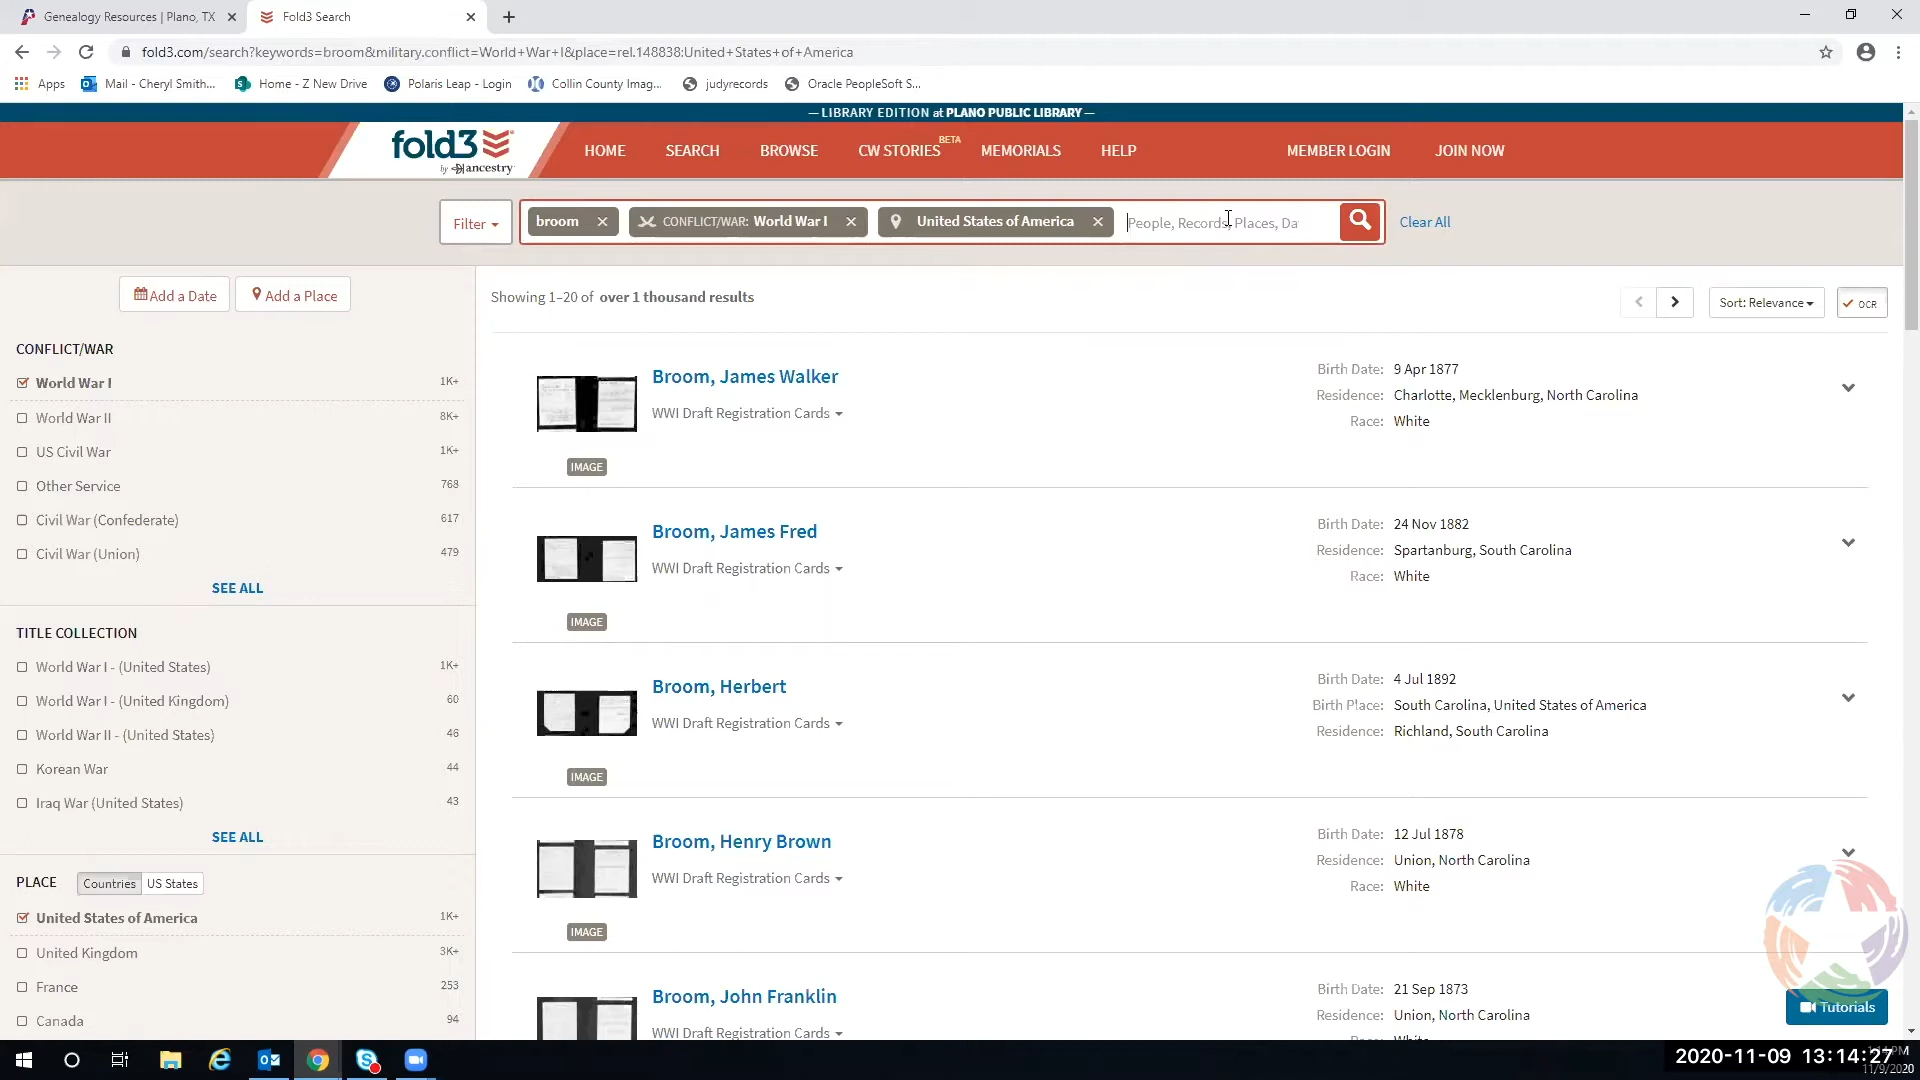 Genealogy Resources | Plano, TX
Fold3 Search
fold3.com/search?keywords=broom&military.conflict=World+War+I&place=rel.148838:United+States+of+America
Apps
Mail - Cheryl Smith...
Home - Z New Drive
Polaris Leap - Login
Collin County Imag...
judyrecords
Oracle PeopleSoft S...
— LIBRARY EDITION at PLANO PUBLIC LIBRARY —
fold3
by ancestry
HOME
SEARCH
BROWSE
CW STORIES BETA
MEMORIALS
HELP
MEMBER LOGIN
JOIN NOW
Filter
broom
CONFLICT/WAR: World War I
United States of America
People, Records, Places, Da
Clear All
Add a Date
Add a Place
CONFLICT/WAR
World War I 1K+
World War II 8K+
US Civil War 1K+
Other Service 768
Civil War (Confederate) 617
Civil War (Union) 479
SEE ALL
TITLE COLLECTION
World War I - (United States) 1K+
World War I - (United Kingdom) 60
World War II - (United States) 46
Korean War 44
Iraq War (United States) 43
SEE ALL
PLACE Countries US States
United States of America 1K+
United Kingdom 3K+
France 253
Canada 94
Showing 1–20 of over 1 thousand results
Sort: Relevance
OCR
Broom, James Walker
WWI Draft Registration Cards
IMAGE
Birth Date: 9 Apr 1877
Residence: Charlotte, Mecklenburg, North Carolina
Race: White
Broom, James Fred
WWI Draft Registration Cards
IMAGE
Birth Date: 24 Nov 1882
Residence: Spartanburg, South Carolina
Race: White
Broom, Herbert
WWI Draft Registration Cards
IMAGE
Birth Date: 4 Jul 1892
Birth Place: South Carolina, United States of America
Residence: Richland, South Carolina
Broom, Henry Brown
WWI Draft Registration Cards
IMAGE
Birth Date: 12 Jul 1878
Residence: Union, North Carolina
Race: White
Broom, John Franklin
WWI Draft Registration Cards
Birth Date: 21 Sep 1873
Residence: Union, North Carolina
Tutorials
2020-11-09 13:14:27
11/9/2020